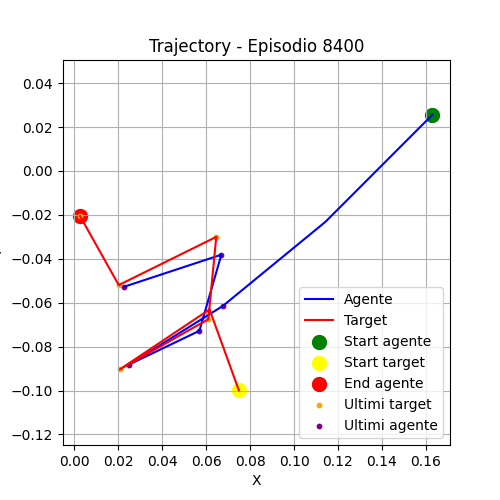 Trajectory - Episodio 8400
0.04
0.02
0.00
−0.02
−0.04
−0.06
−0.08
−0.10
−0.12
Agente
Target
Start agente
Start target
End agente
Ultimi target
Ultimi agente
0.00 0.02 0.04 0.06 0.08 0.10 0.12 0.14 0.16
X